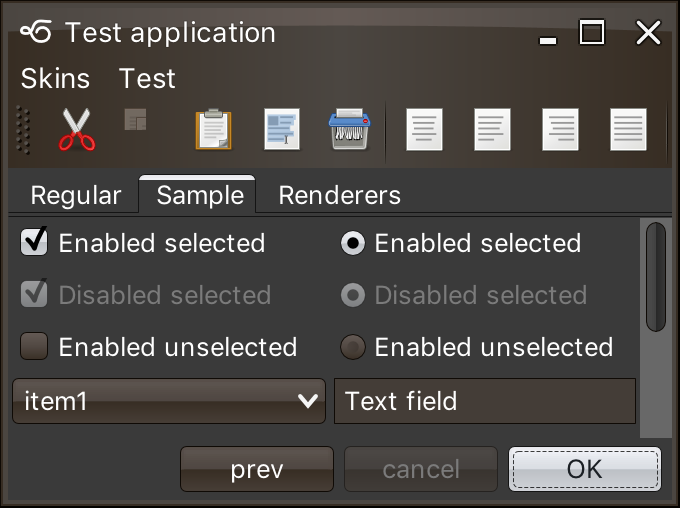 Test application
Skins Test
Regular Sample Renderers
Enabled selected Enabled selected
Disabled selected Disabled selected
Enabled unselected Enabled unselected
item1 Text field
prev cancel OK